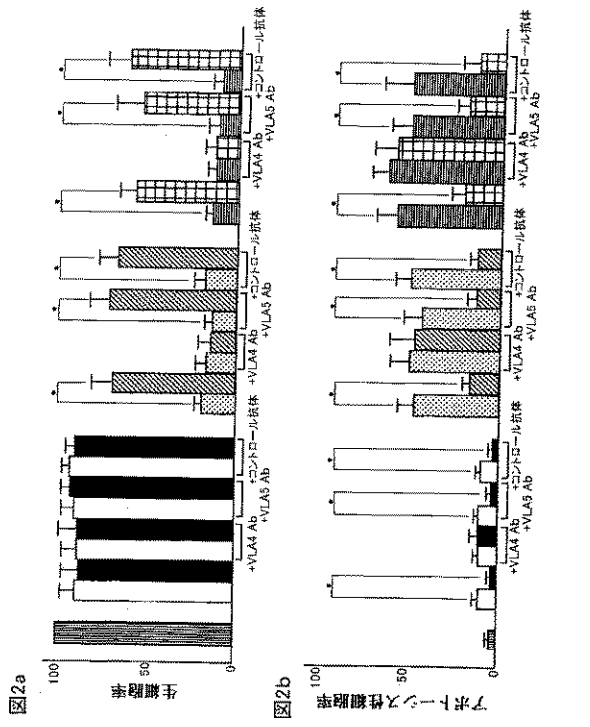 図2a
生細胞率
100
50
0
+VLA4 Ab
+VLA5 Ab
+コントロール抗体
+VLA4 Ab
+VLA5 Ab
+コントロール抗体
+VLA4 Ab
+VLA5 Ab
+コントロール抗体
* * * * *
図2b
アポトーシス性細胞率
100
50
0
+VLA4 Ab
+VLA5 Ab
+コントロール抗体
+VLA4 Ab
+VLA5 Ab
+コントロール抗体
+VLA4 Ab
+VLA5 Ab
+コントロール抗体
* * * * * * * * *